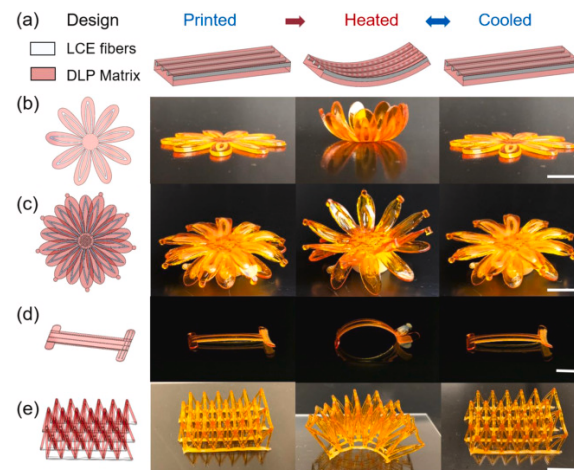 (a) Design Printed Heated Cooled
LCE fibers
DLP Matrix
(b)
(c)
(d)
(e)